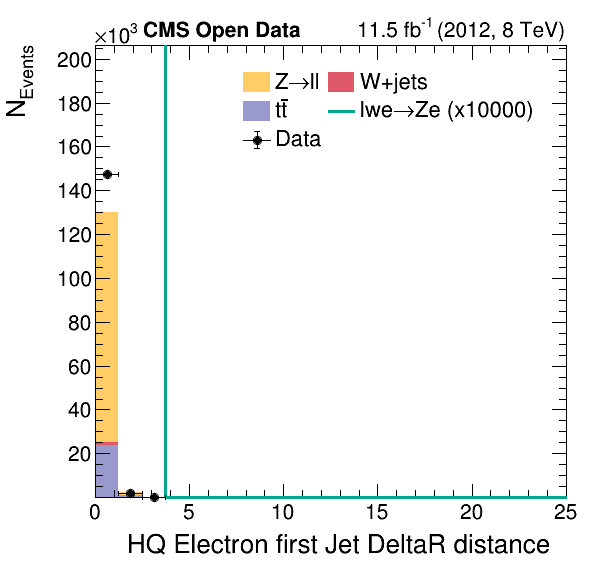 ×10³ CMS Open Data 11.5 fb⁻¹ (2012, 8 TeV)
N_Events
200
180
160
140
120
100
80
60
40
20
Z→ll W+jets
tt̄ lwe→Ze (x10000)
Data
0 5 10 15 20 25
HQ Electron first Jet DeltaR distance